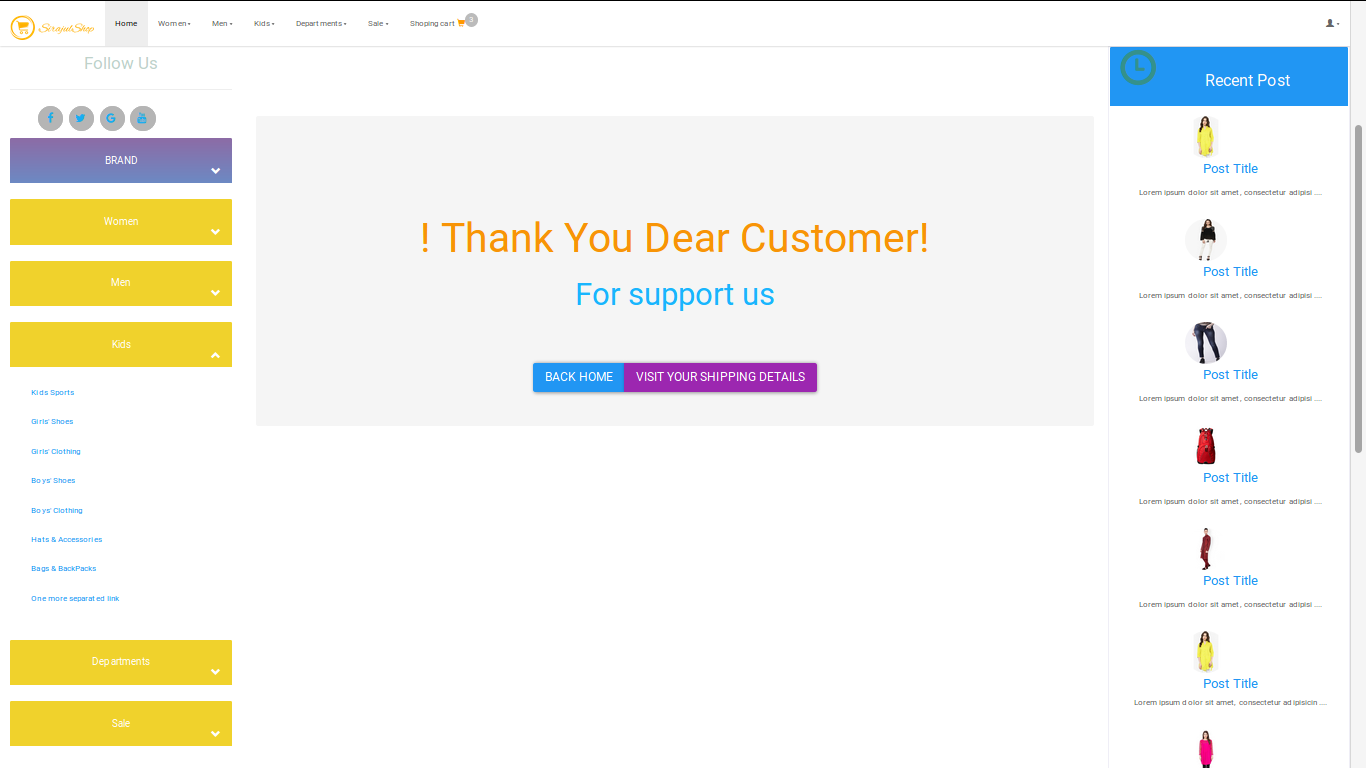 SirajulShop
Home
Women
Men
Kids
Departments
Sale
Shoping cart 3
Follow Us
BRAND
Women
Men
Kids
Kids Sports
Girls' Shoes
Girls' Clothing
Boys' Shoes
Boys' Clothing
Hats & Accessories
Bags & BackPacks
One more separated link
Departments
Sale
! Thank You Dear Customer!
For support us
BACK HOME
VISIT YOUR SHIPPING DETAILS
Recent Post
Post Title
Lorem ipsum dolor sit amet, consectetur adipisi ....
Post Title
Lorem ipsum dolor sit amet, consectetur adipisi ....
Post Title
Lorem ipsum dolor sit amet, consectetur adipisi ....
Post Title
Lorem ipsum dolor sit amet, consectetur adipisi ....
Post Title
Lorem ipsum dolor sit amet, consectetur adipisi ....
Post Title
Lorem ipsum dolor sit amet, consectetur adipisicin ....